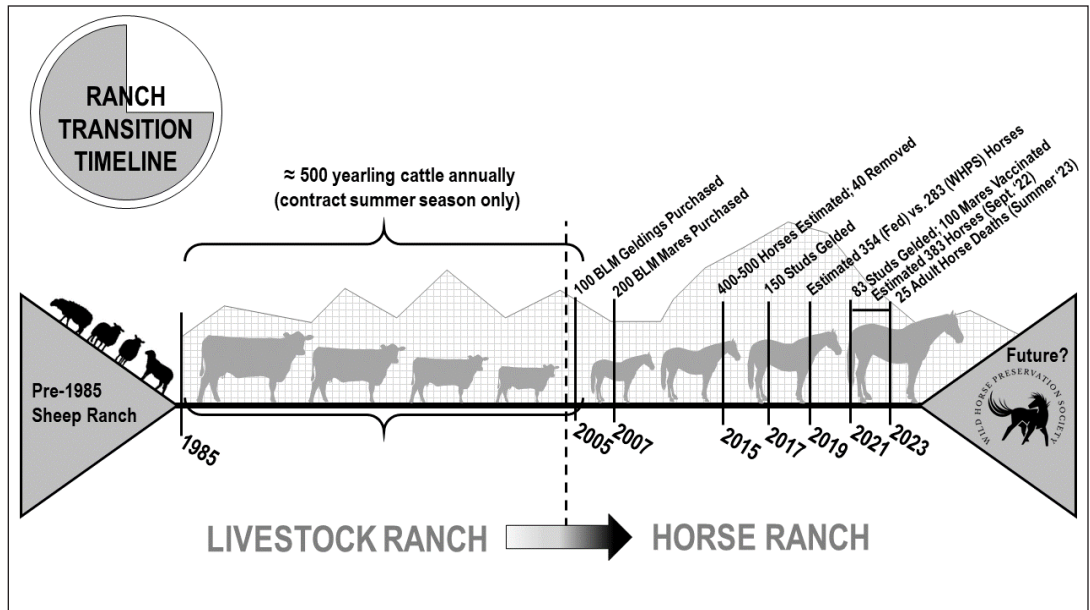 RANCH
TRANSITION
TIMELINE
≈ 500 yearling cattle annually
(contract summer season only)
100 BLM Geldings Purchased
200 BLM Mares Purchased
400-500 Horses Estimated; 40 Removed
150 Studs Gelded
Estimated 354 (Fed) vs. 283 (WHPS) Horses
83 Studs Gelded; 100 Mares Vaccinated
Estimated 383 Horses (Sept. '22)
25 Adult Horse Deaths (Summer '23)
Pre-1985
Sheep Ranch
Future?
WILD HORSE PRESERVATION SOCIETY
1985
2005
2007
2015
2017
2019
2021
2023
LIVESTOCK RANCH
HORSE RANCH